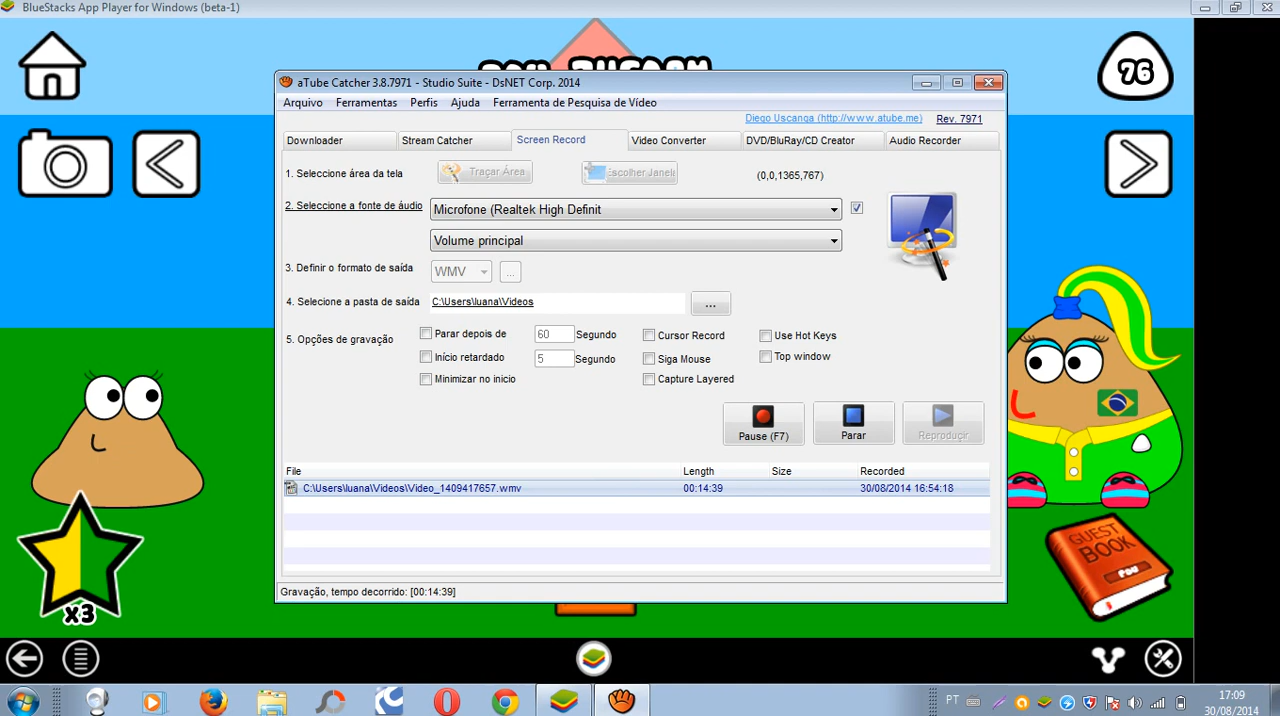 BlueStacks App Player for Windows (beta-1)
76
aTube Catcher 3.8.7971 - Studio Suite - DsNET Corp. 2014
Arquivo Ferramentas Perfis Ajuda Ferramenta de Pesquisa de Vídeo
Diego Uscanga (http://www.atube.me) Rev. 7971
Downloader Stream Catcher Screen Record Video Converter DVD/BluRay/CD Creator Audio Recorder
1. Seleccione área da tela Traçar Área Escolher Janela (0,0,1365,767)
2. Seleccione a fonte de áudio Microfone (Realtek High Definit
Volume principal
3. Definir o formato de saída WMV ...
4. Selecione a pasta de saída C:\Users\luana\Videos ...
5. Opções de gravação
Parar depois de 60 Segundo Cursor Record Use Hot Keys
Início retardado 5 Segundo Siga Mouse Top window
Minimizar no início Capture Layered
Pause (F7) Parar Reproduçir
File Length Size Recorded
C:\Users\luana\Videos\Video_1409417657.wmv 00:14:39 30/08/2014 16:54:18
Gravação, tempo decorrido: [00:14:39]
x3
GUEST
BOOK
POU
PT 17:09
30/08/2014